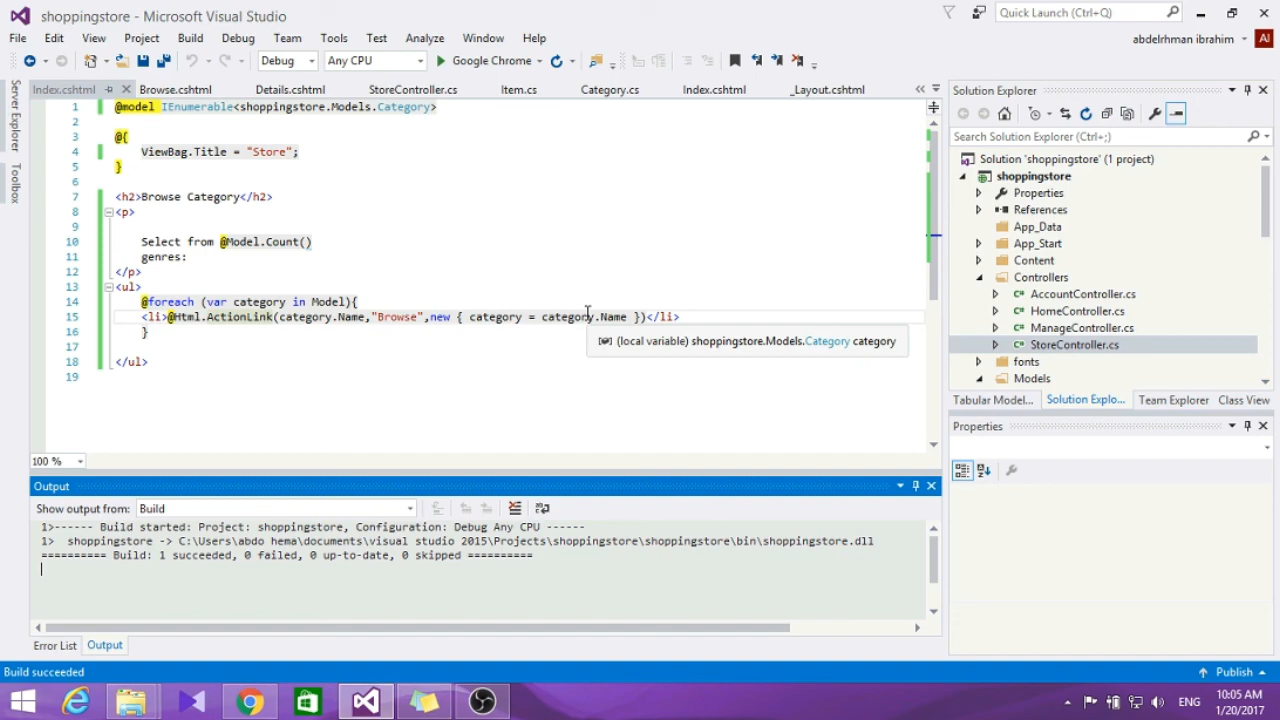 shoppingstore - Microsoft Visual Studio
Quick Launch (Ctrl+Q)
File Edit View Project Build Debug Team Tools Test Analyze Window Help
abdelrhman ibrahim AI
Debug Any CPU Google Chrome
Server Explorer
Toolbox
Index.cshtml Browse.cshtml Details.cshtml StoreController.cs Item.cs Category.cs Index.cshtml _Layout.cshtml
1 @model IEnumerable<shoppingstore.Models.Category>
2
3 @{
4 ViewBag.Title = "Store";
5 }
6
7 <h2>Browse Category</h2>
8 <p>
9
10 Select from @Model.Count()
11 genres:
12 </p>
13 <ul>
14 @foreach (var category in Model){
15 <li>@Html.ActionLink(category.Name,"Browse",new { category = category.Name })</li>
16 }
17
18 </ul>
19
(local variable) shoppingstore.Models.Category category
100 %
Solution Explorer
Search Solution Explorer (Ctrl+;)
Solution 'shoppingstore' (1 project)
shoppingstore
Properties
References
App_Data
App_Start
Content
Controllers
AccountController.cs
HomeController.cs
ManageController.cs
StoreController.cs
fonts
Models
Tabular Model... Solution Explo... Team Explorer Class View
Properties
Output
Show output from: Build
1>------ Build started: Project: shoppingstore, Configuration: Debug Any CPU ------
1> shoppingstore -> C:\Users\abdo hema\documents\visual studio 2015\Projects\shoppingstore\shoppingstore\bin\shoppingstore.dll
========== Build: 1 succeeded, 0 failed, 0 up-to-date, 0 skipped ==========
Error List Output
Build succeeded
Publish
ENG
10:05 AM
1/20/2017